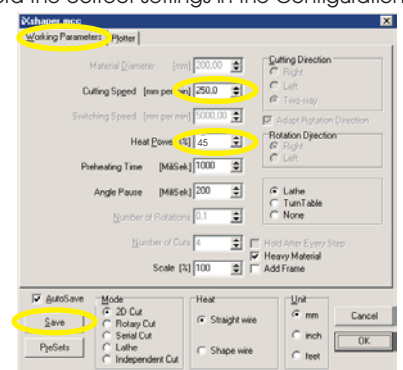 rd the correct settings in the Configuration
iXshaper.mcc
Working Parameters Plotter
Material Diameter [mm] 200,00
Cutting Speed [mm per min] 250,0
Switching Speed [mm per min] 5000,00
Heat Power [%] 45
Preheating Time [MiliSek] 1000
Angle Pause [MiliSek] 200
Number of Rotations 0,1
Number of Cuts 4
Scale [%] 100
Cutting Direction
Right
Left
Two-way
Adapt Rotation Direction
Rotation Direction
Right
Left
Lathe
TurnTable
None
Hold After Every Step
Heavy Material
Add Frame
AutoSave
Save
PreSets
Mode
2D Cut
Rotary Cut
Serial Cut
Lathe
Independent Cut
Heat
Straight wire
Shape wire
Unit
mm
inch
feet
Cancel
OK